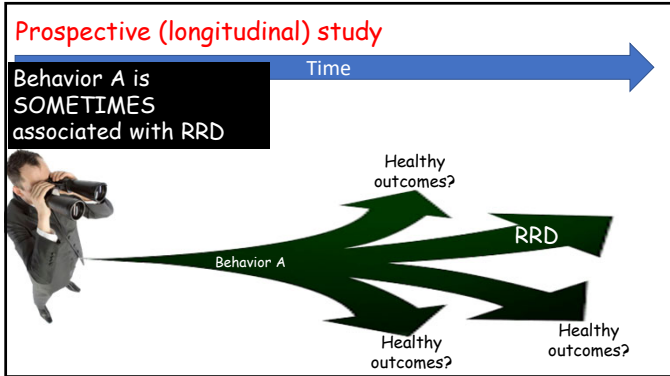 Prospective (longitudinal) study
Time
Behavior A is
SOMETIMES
associated with RRD
Healthy
outcomes?
RRD
Behavior A
Healthy
outcomes?
Healthy
outcomes?